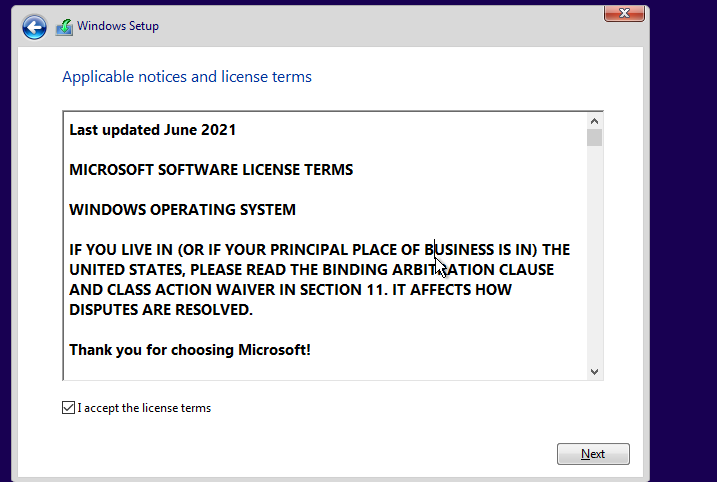 Windows Setup
Applicable notices and license terms
Last updated June 2021
MICROSOFT SOFTWARE LICENSE TERMS
WINDOWS OPERATING SYSTEM
IF YOU LIVE IN (OR IF YOUR PRINCIPAL PLACE OF BUSINESS IS IN) THE
UNITED STATES, PLEASE READ THE BINDING ARBITRATION CLAUSE
AND CLASS ACTION WAIVER IN SECTION 11. IT AFFECTS HOW
DISPUTES ARE RESOLVED.
Thank you for choosing Microsoft!
I accept the license terms
Next